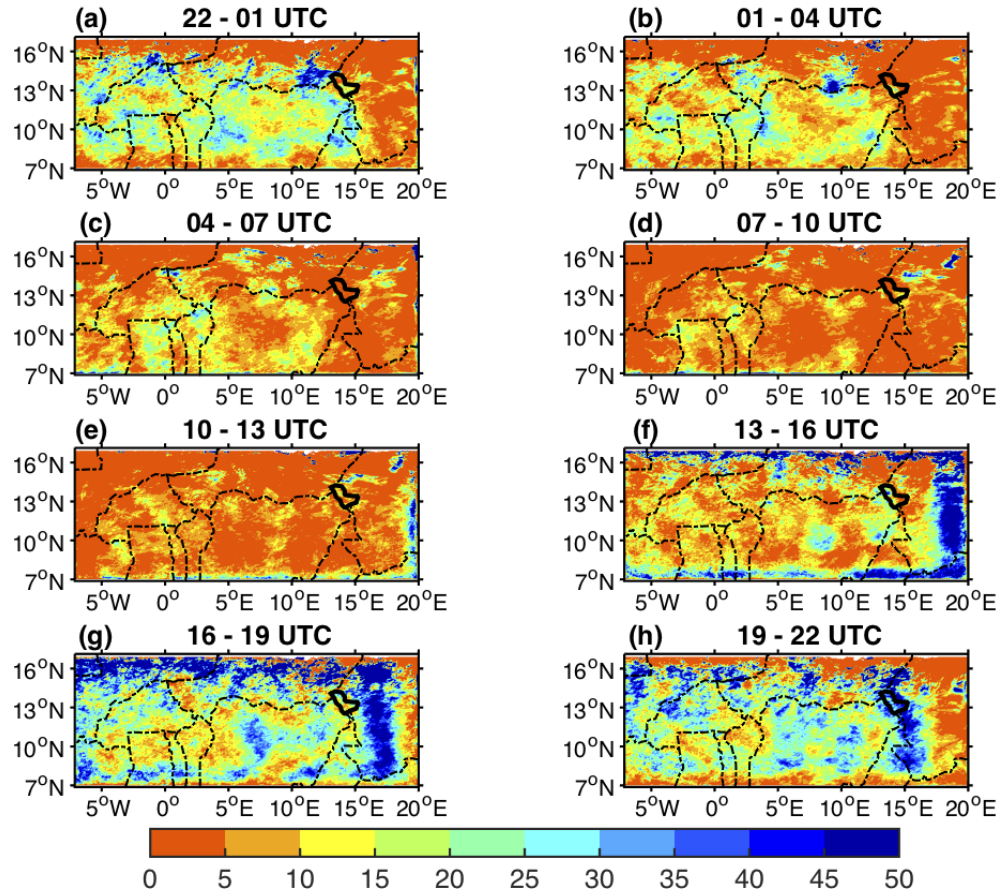 (a) 22 - 01 UTC
(b) 01 - 04 UTC
16°N
13°N
10°N
7°N
5°W 0° 5°E 10°E 15°E 20°E
16°N
13°N
10°N
7°N
5°W 0° 5°E 10°E 15°E 20°E
(c) 04 - 07 UTC
(d) 07 - 10 UTC
16°N
13°N
10°N
7°N
5°W 0° 5°E 10°E 15°E 20°E
16°N
13°N
10°N
7°N
5°W 0° 5°E 10°E 15°E 20°E
(e) 10 - 13 UTC
(f) 13 - 16 UTC
16°N
13°N
10°N
7°N
5°W 0° 5°E 10°E 15°E 20°E
16°N
13°N
10°N
7°N
5°W 0° 5°E 10°E 15°E 20°E
(g) 16 - 19 UTC
(h) 19 - 22 UTC
16°N
13°N
10°N
7°N
5°W 0° 5°E 10°E 15°E 20°E
16°N
13°N
10°N
7°N
5°W 0° 5°E 10°E 15°E 20°E
0 5 10 15 20 25 30 35 40 45 50